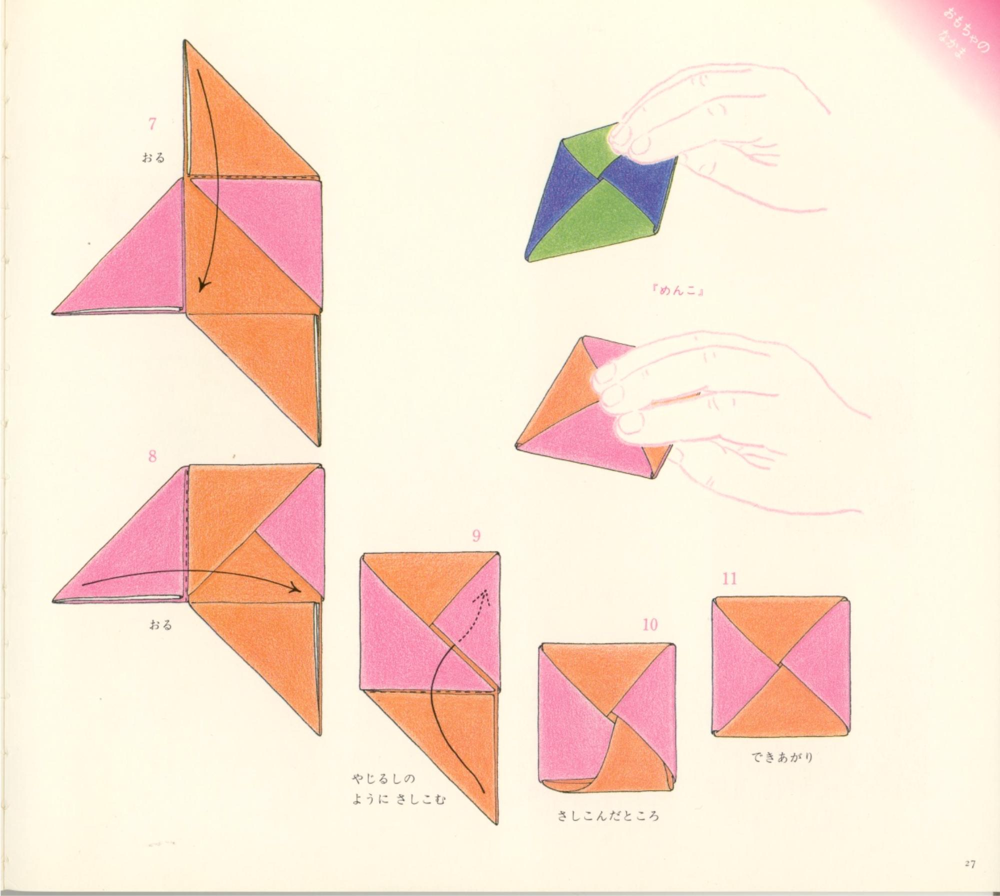 おもちゃの
なかま
7
おる
『めんこ』
8
おる
9
やじるしの
ように さしこむ
10
さしこんだところ
11
できあがり
27